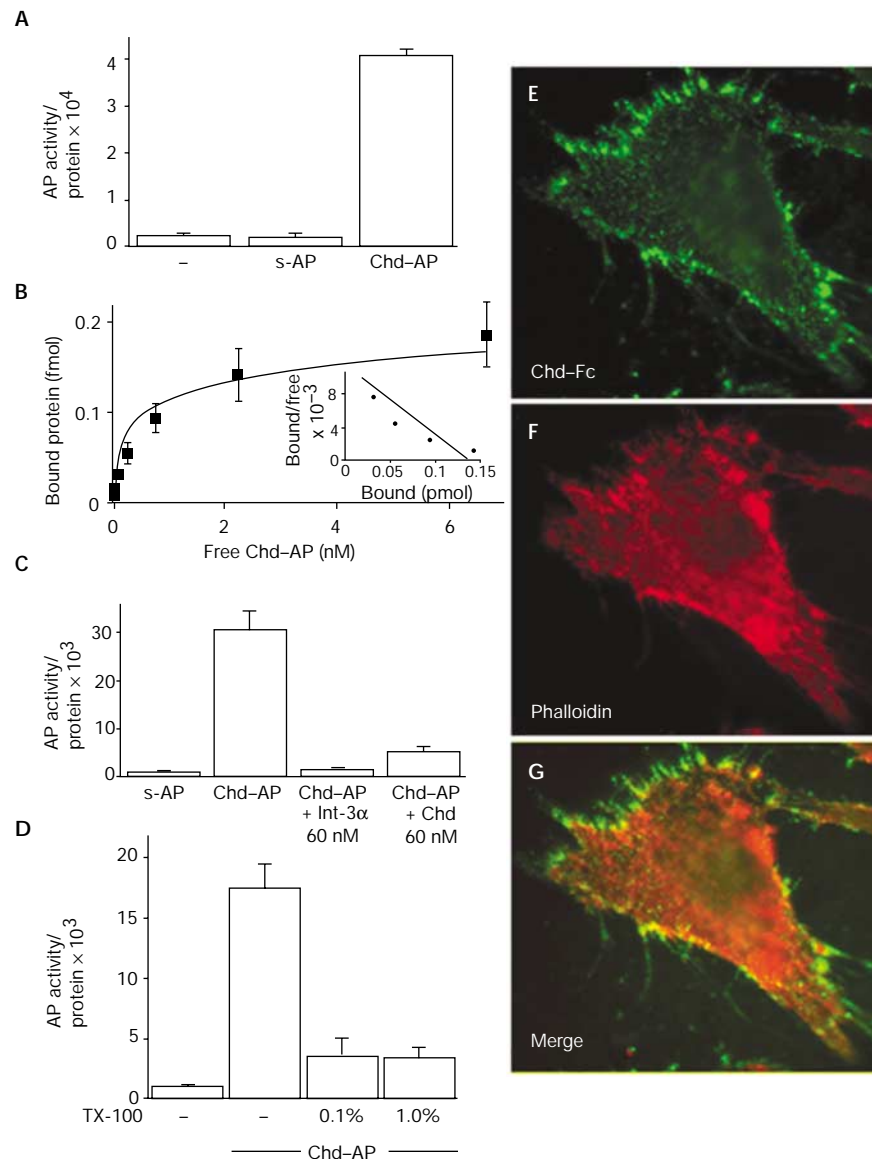 A
AP activity/
protein × 10⁴
4
3
2
1
0
–
s-AP
Chd–AP
B
Bound protein (fmol)
0.2
0.1
0
0
2
4
6
Free Chd–AP (nM)
Bound/free
x 10⁻³
8
4
0
0
0.05
0.1
0.15
Bound (pmol)
C
AP activity/
protein × 10³
30
20
10
0
s-AP
Chd–AP
Chd–AP
+ Int-3α
60 nM
Chd–AP
+ Chd
60 nM
D
AP activity/
protein × 10³
20
15
10
5
0
TX-100
–
–
0.1%
1.0%
Chd–AP
E
Chd–Fc
F
Phalloidin
G
Merge